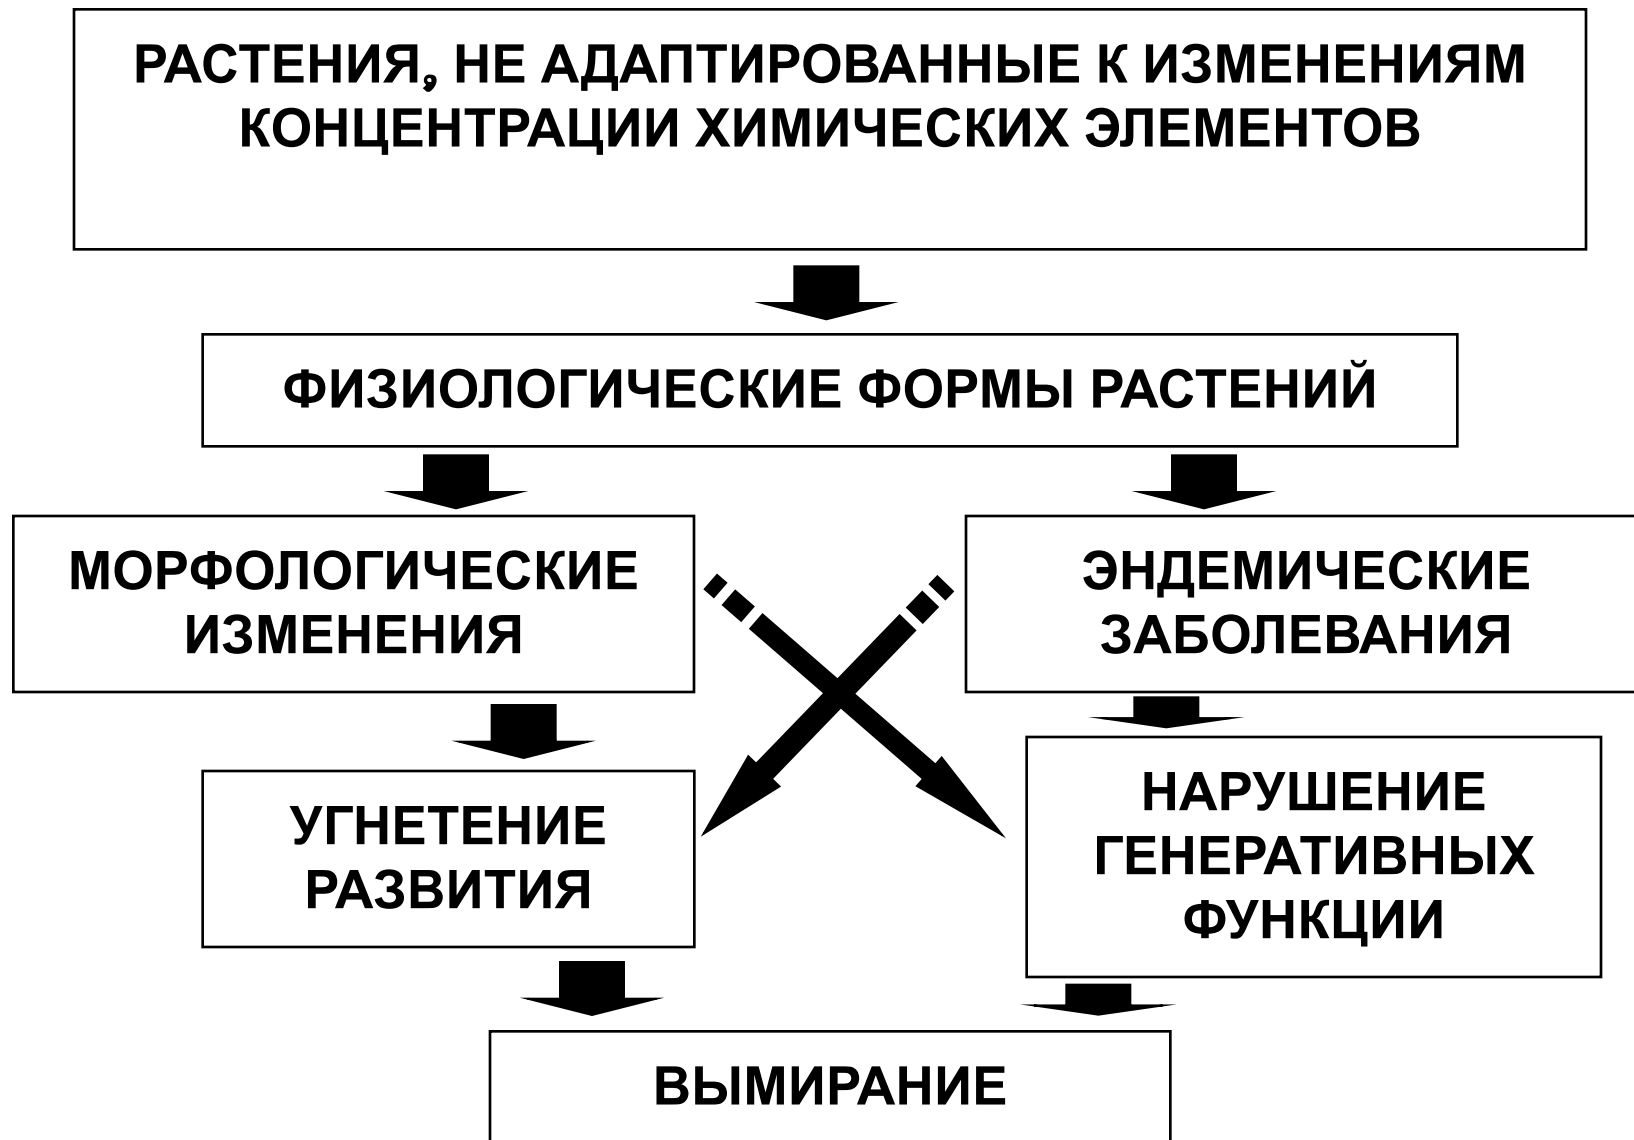 РАСТЕНИЯ, НЕ АДАПТИРОВАННЫЕ К ИЗМЕНЕНИЯМ
КОНЦЕНТРАЦИИ ХИМИЧЕСКИХ ЭЛЕМЕНТОВ
ФИЗИОЛОГИЧЕСКИЕ ФОРМЫ РАСТЕНИЙ
МОРФОЛОГИЧЕСКИЕ
ИЗМЕНЕНИЯ
ЭНДЕМИЧЕСКИЕ
ЗАБОЛЕВАНИЯ
УГНЕТЕНИЕ
РАЗВИТИЯ
НАРУШЕНИЕ
ГЕНЕРАТИВНЫХ
ФУНКЦИИ
ВЫМИРАНИЕ